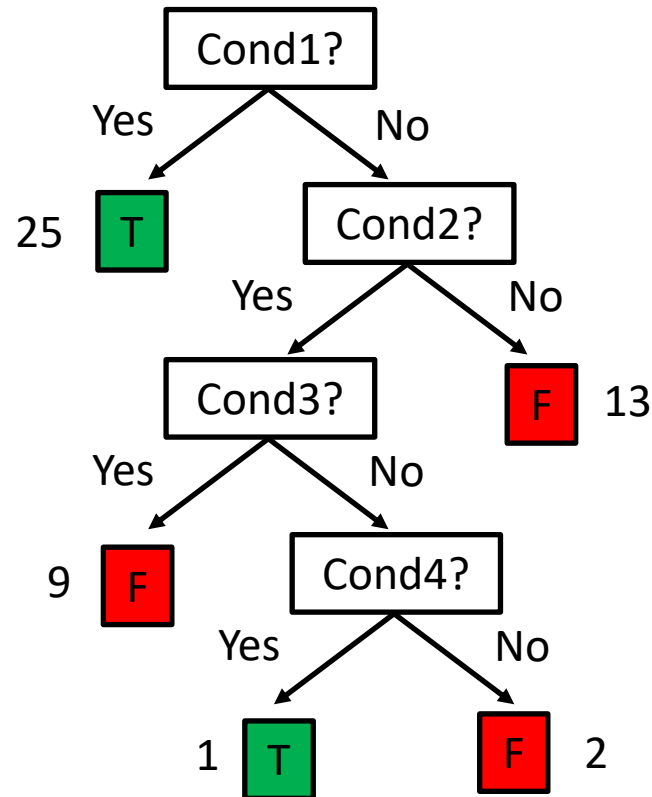 Cond1?
Yes
No
25
T
Cond2?
Yes
No
Cond3?
F
13
Yes
No
9
F
Cond4?
Yes
No
1
T
F
2